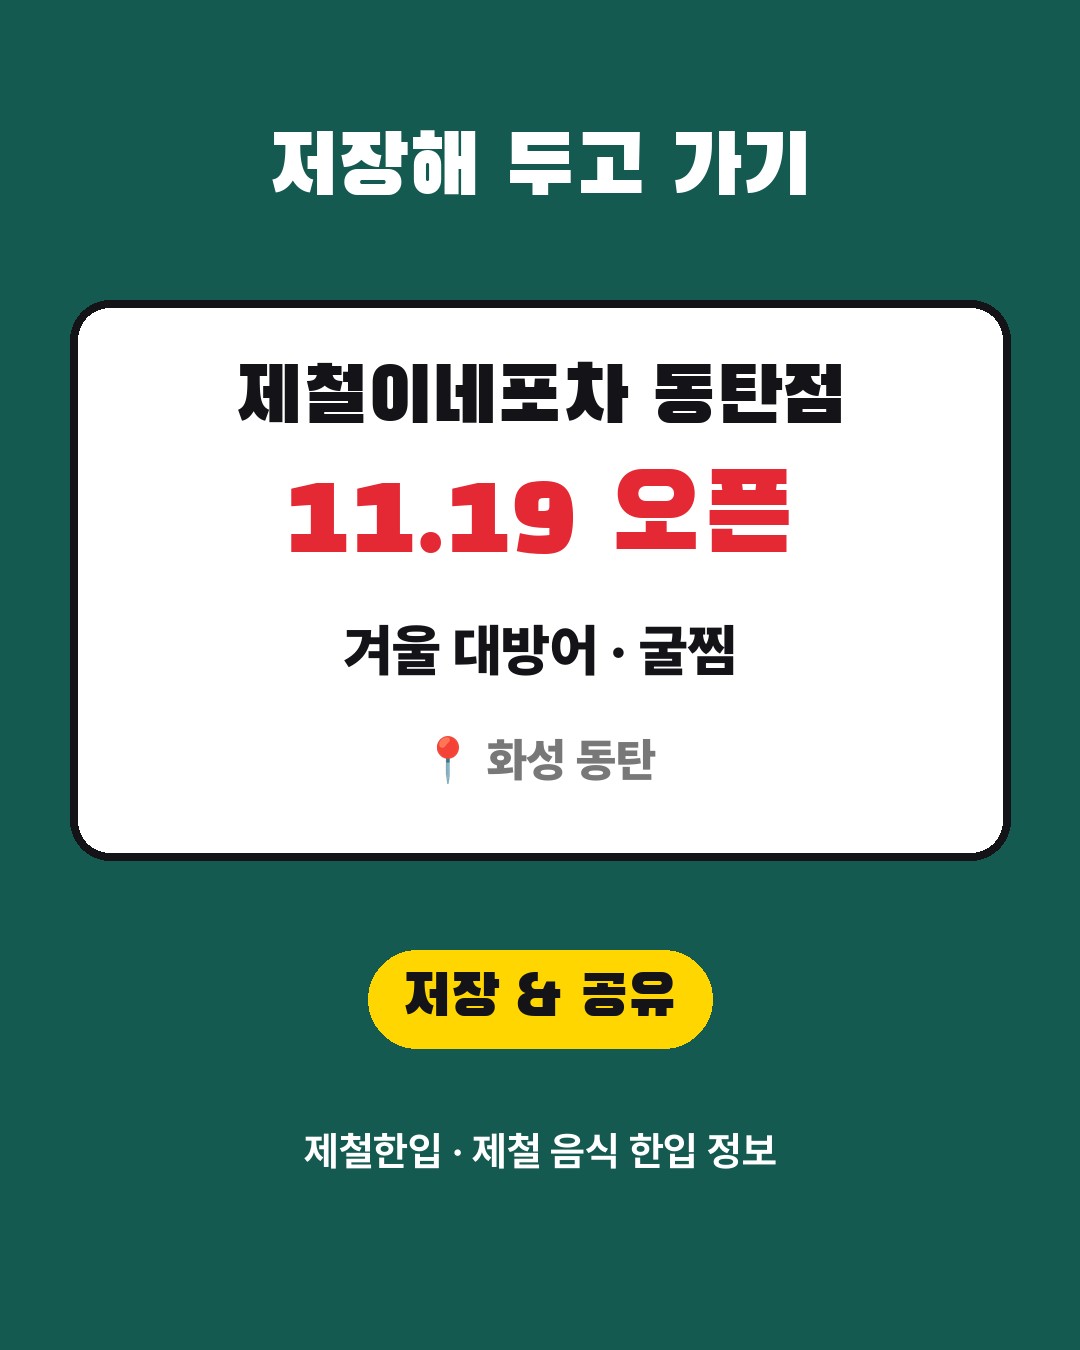 저장해 두고 가기
제철이네포차 동탄점
11.19 오픈
겨울 대방어 · 굴찜
📍 화성 동탄
저장 & 공유
제철한입 · 제철 음식 한입 정보